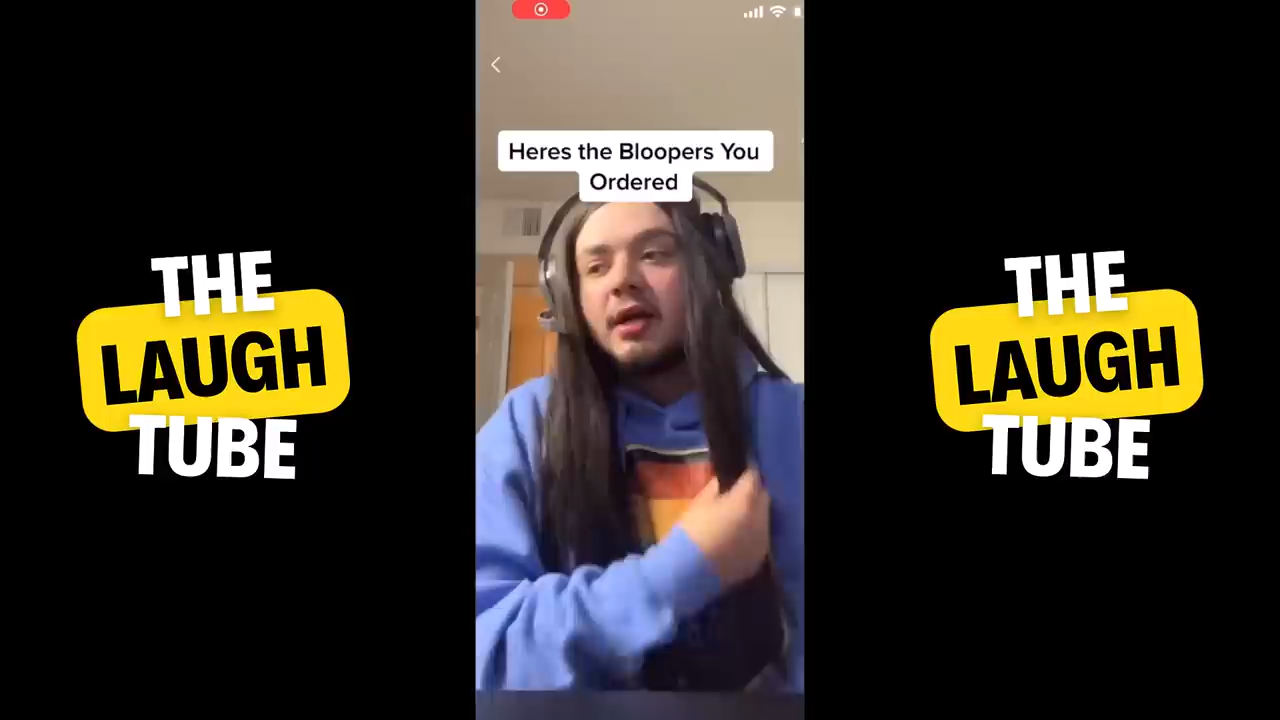 THE
LAUGH
TUBE
Heres the Bloopers You
Ordered
THE
LAUGH
TUBE